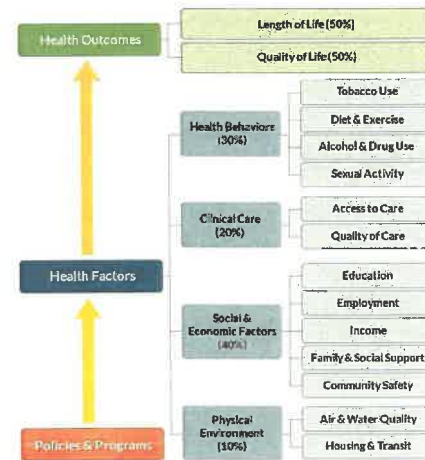 Health Outcomes
Length of Life (50%)
Quality of Life (50%)
Health Factors
Health Behaviors
(30%)
Tobacco Use
Diet & Exercise
Alcohol & Drug Use
Sexual Activity
Clinical Care
(20%)
Access to Care
Quality of Care
Social &
Economic Factors
(40%)
Education
Employment
Income
Family & Social Support
Community Safety
Physical
Environment
(10%)
Air & Water Quality
Housing & Transit
Policies & Programs